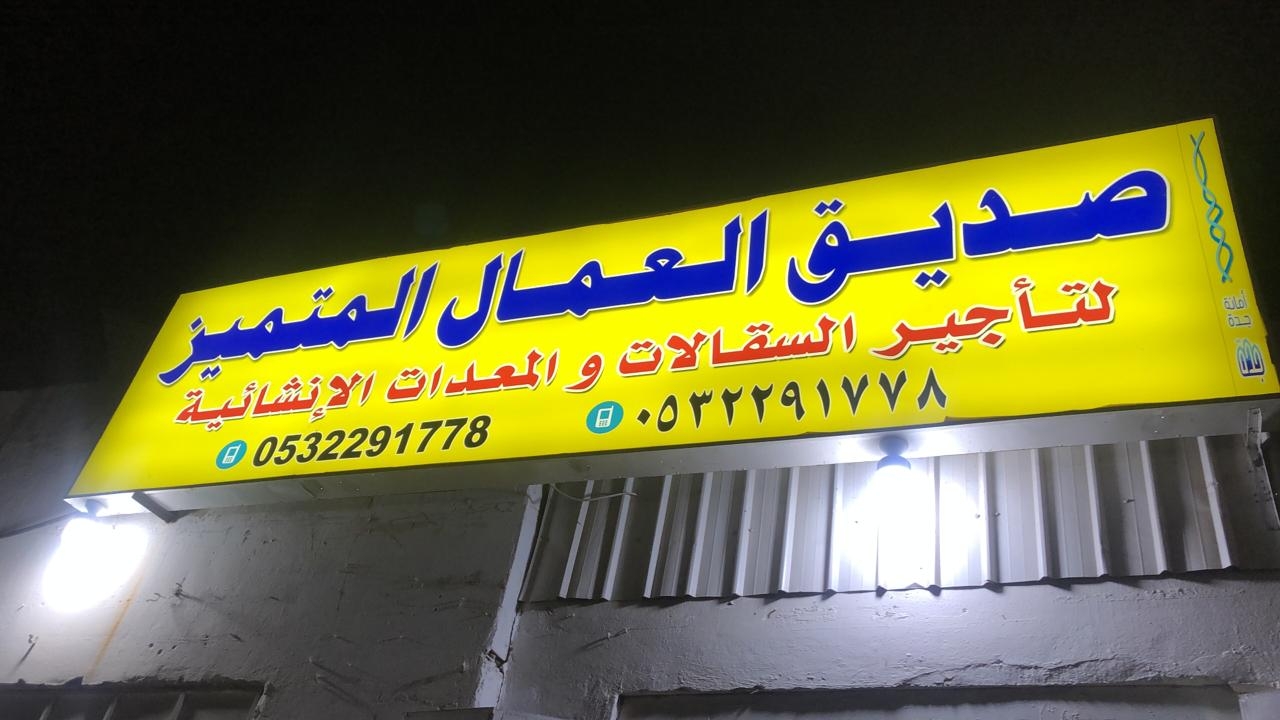 صديق العمال المتميز
لتأجير السقالات و المعدات الإنشائية
٠٥٣٢٢٩١٧٧٨
0532291778
أمانة
جدة